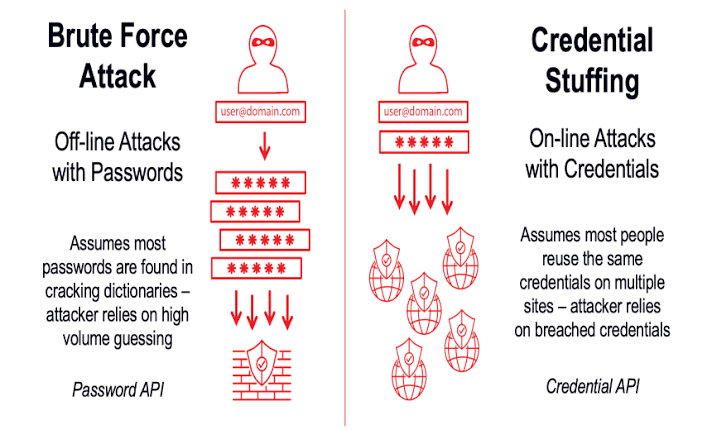 Brute Force
Attack
Off-line Attacks
with Passwords
Assumes most
passwords are found in
cracking dictionaries –
attacker relies on high
volume guessing
Password API
user@domain.com
*****
*****
*****
*****
user@domain.com
*****
Credential
Stuffing
On-line Attacks
with Credentials
Assumes most people
reuse the same
credentials on multiple
sites – attacker relies
on breached credentials
Credential API